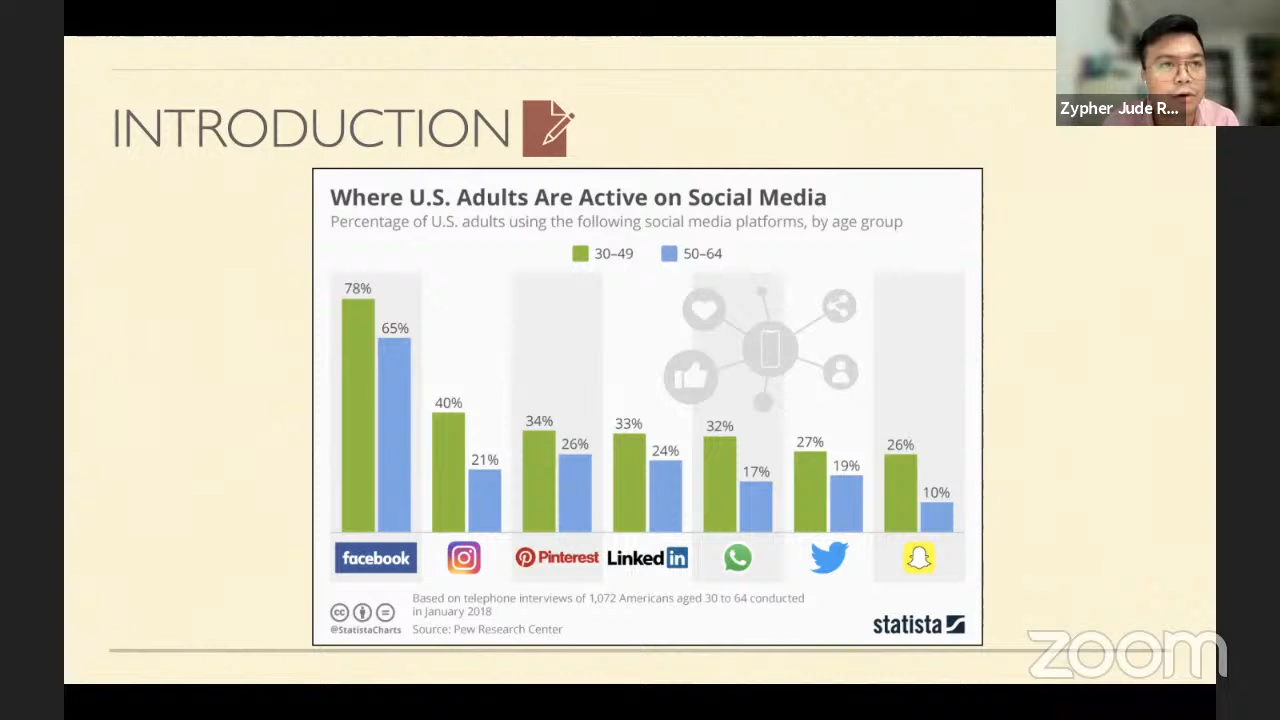 Zypher Jude R...
INTRODUCTION
Where U.S. Adults Are Active on Social Media
Percentage of U.S. adults using the following social media platforms, by age group
30–49 50–64
78%
65%
40%
21%
34%
26%
33%
24%
32%
17%
27%
19%
26%
10%
facebook
Pinterest
Linked in
Based on telephone interviews of 1,072 Americans aged 30 to 64 conducted
in January 2018
cc
@StatistaCharts
Source: Pew Research Center
statista
zoom